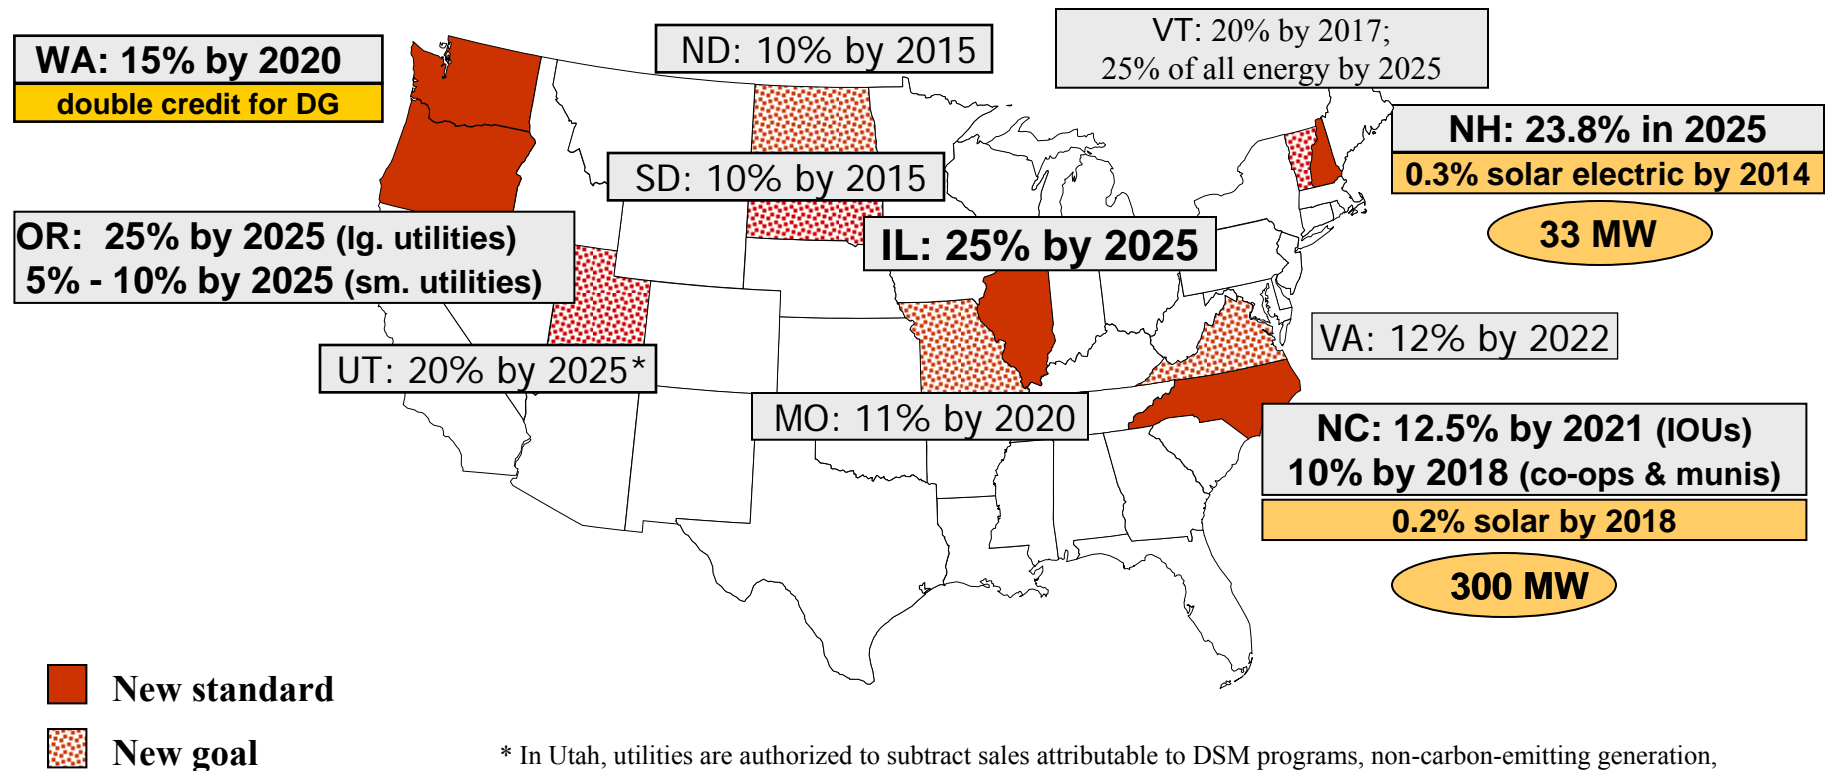 WA: 15% by 2020
double credit for DG
ND: 10% by 2015
VT: 20% by 2017;
25% of all energy by 2025
NH: 23.8% in 2025
0.3% solar electric by 2014
33 MW
SD: 10% by 2015
OR: 25% by 2025 (lg. utilities)
5% - 10% by 2025 (sm. utilities)
IL: 25% by 2025
VA: 12% by 2022
UT: 20% by 2025*
MO: 11% by 2020
NC: 12.5% by 2021 (IOUs)
10% by 2018 (co-ops & munis)
0.2% solar by 2018
300 MW
New standard
New goal
* In Utah, utilities are authorized to subtract sales attributable to DSM programs, non-carbon-emitting generation,